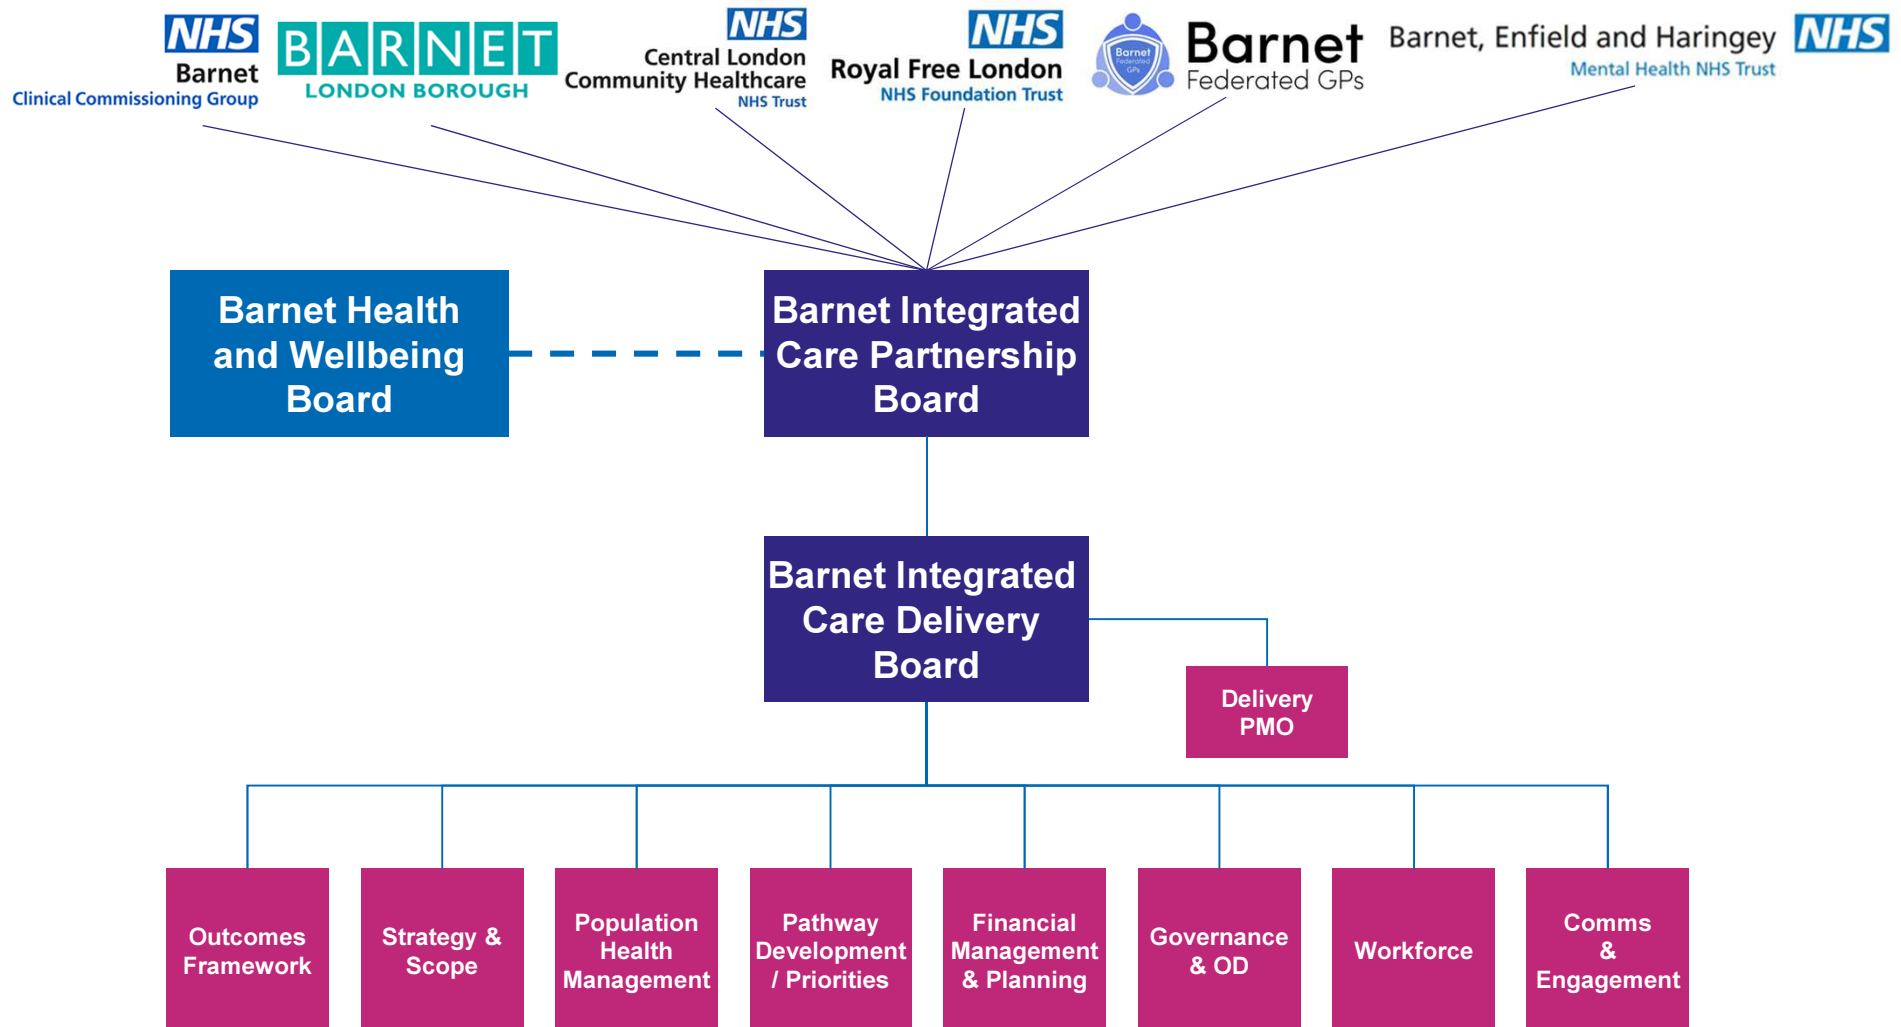 NHS
Barnet
Clinical Commissioning Group
BARNET
LONDON BOROUGH
NHS
Central London
Community Healthcare
NHS Trust
NHS
Royal Free London
NHS Foundation Trust
Barnet
Federated
GPs
Barnet
Federated GPs
Barnet, Enfield and Haringey
Mental Health NHS Trust
NHS
Barnet Health
and Wellbeing
Board
Barnet Integrated
Care Partnership
Board
Barnet Integrated
Care Delivery
Board
Delivery
PMO
Outcomes
Framework
Strategy &
Scope
Population
Health
Management
Pathway
Development
/ Priorities
Financial
Management
& Planning
Governance
& OD
Workforce
Comms
&
Engagement